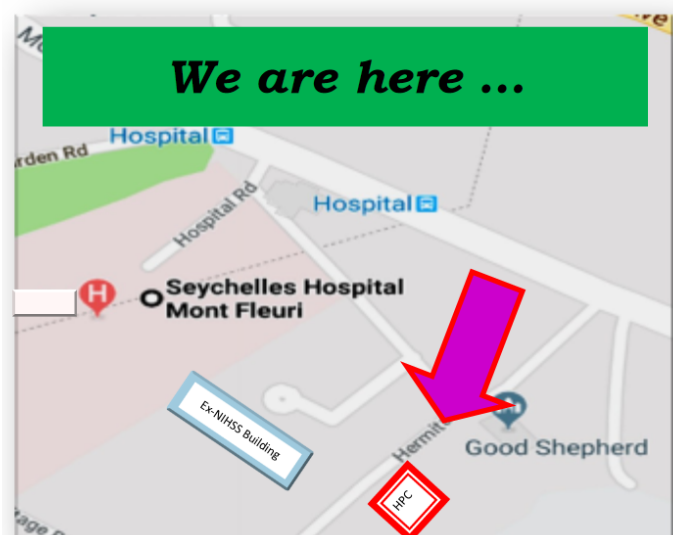 We are here ...
Hospital
rden Rd
Hospital Rd
Hospital
Seychelles Hospital
Mont Fleuri
Ex-NIHSS Building
Hermit
Good Shepherd
HPC